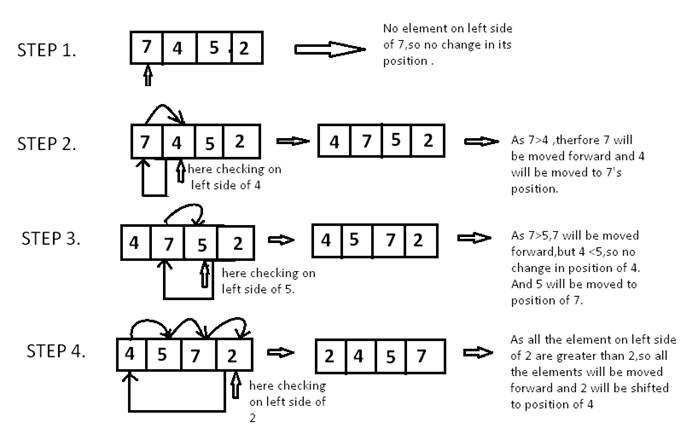 STEP 1.
7 4 5 2
No element on left side
of 7,so no change in its
position .
STEP 2.
7 4 5 2
here checking on
left side of 4
4 7 5 2
As 7>4 ,therfore 7 will
be moved forward and 4
will be moved to 7's
position.
STEP 3.
4 7 5 2
here checking on
left side of 5.
4 5 7 2
As 7>5,7 will be moved
forward,but 4 <5,so no
change in position of 4.
And 5 will be moved to
position of 7.
STEP 4.
4 5 7 2
here checking
on left side of
2
2 4 5 7
As all the element on left side
of 2 are greater than 2,so all
the elements will be moved
forward and 2 will be shifted
to position of 4